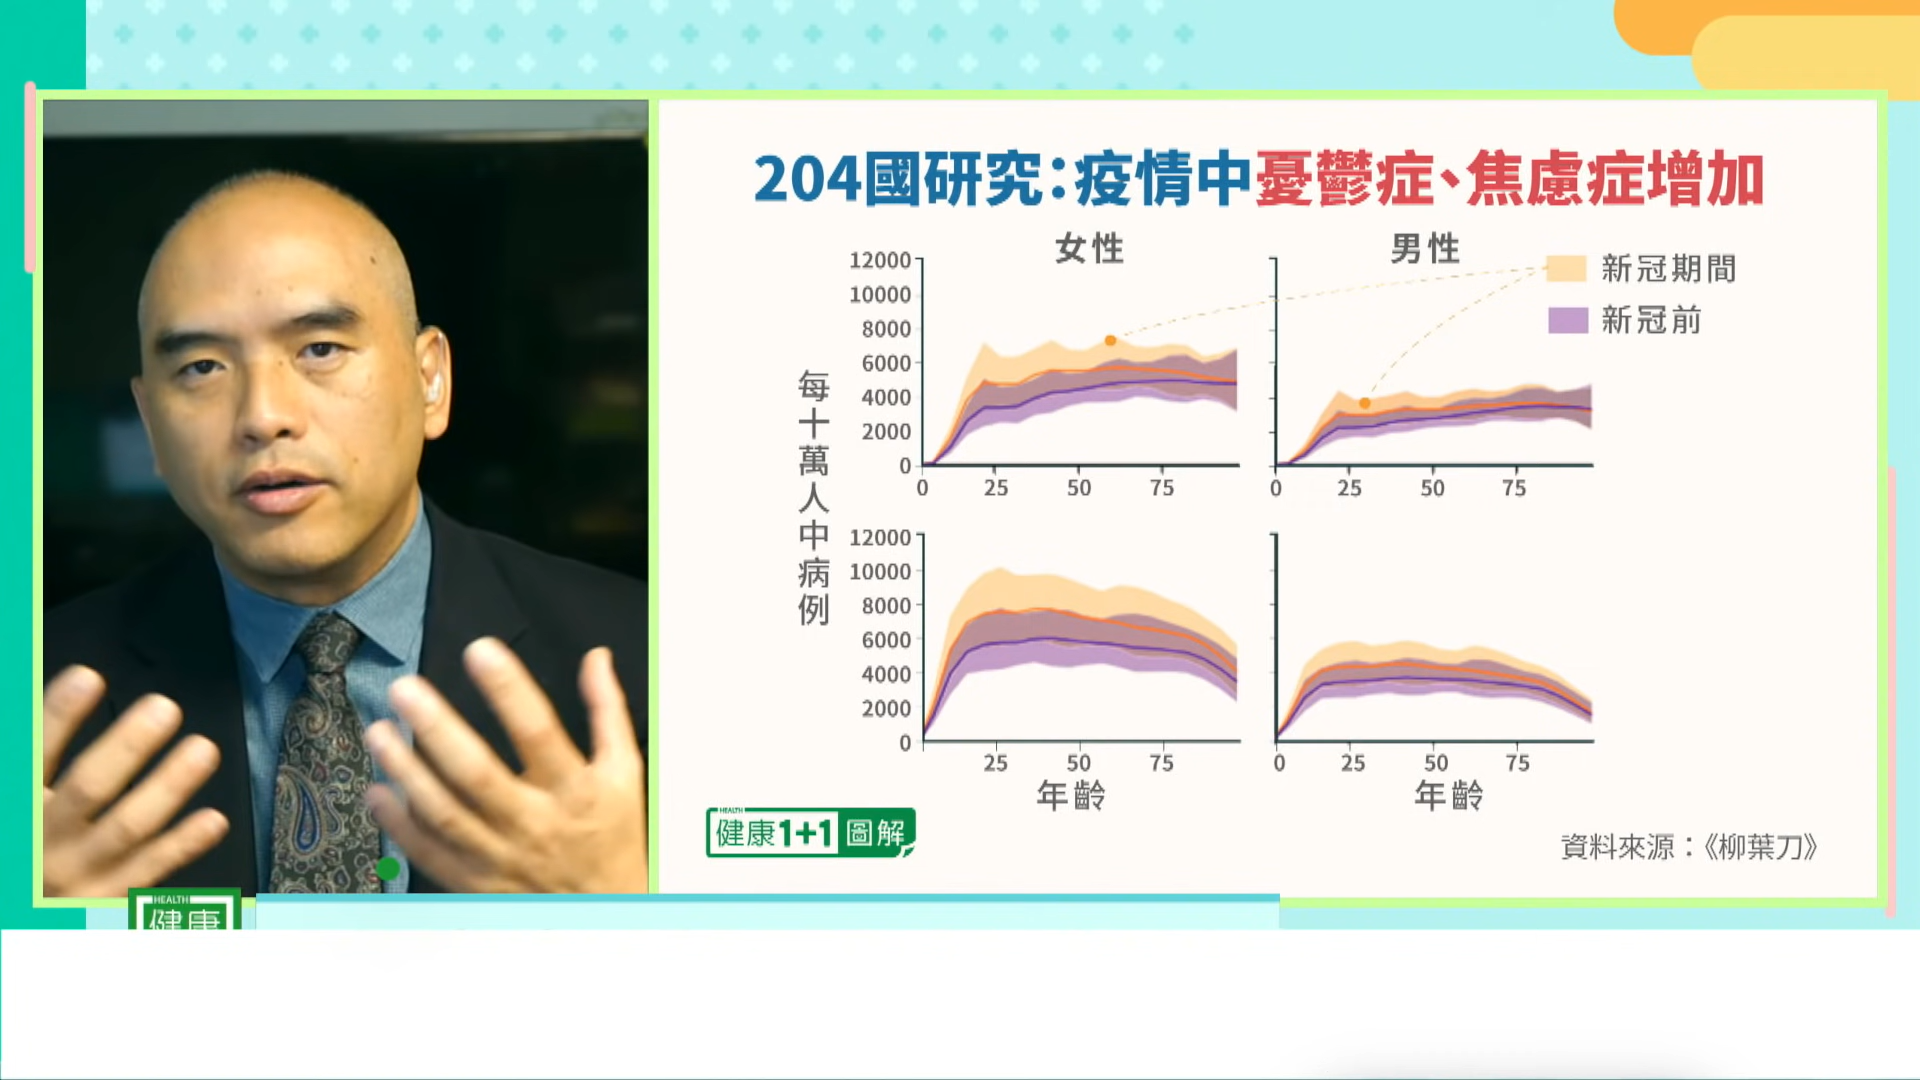 204國研究：疫情中憂鬱症、焦慮症增加
女性
男性
新冠期間
新冠前
每十萬人中病例
12000
10000
8000
6000
4000
2000
0
0 25 50 75
0 25 50 75
12000
10000
8000
6000
4000
2000
0
25 50 75
0 25 50 75
年齡
年齡
HEALTH
健康1+1 圖解
資料來源：《柳葉刀》
HEALTH
健康